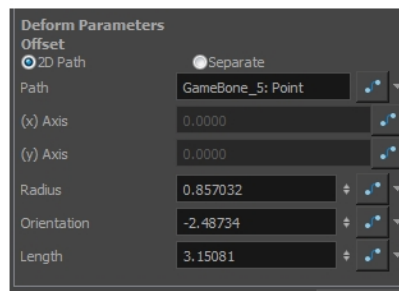 Deform Parameters
Offset
2D Path Separate
Path GameBone_5: Point
(x) Axis 0.0000
(y) Axis 0.0000
Radius 0.857032
Orientation -2.48734
Length 3.15081